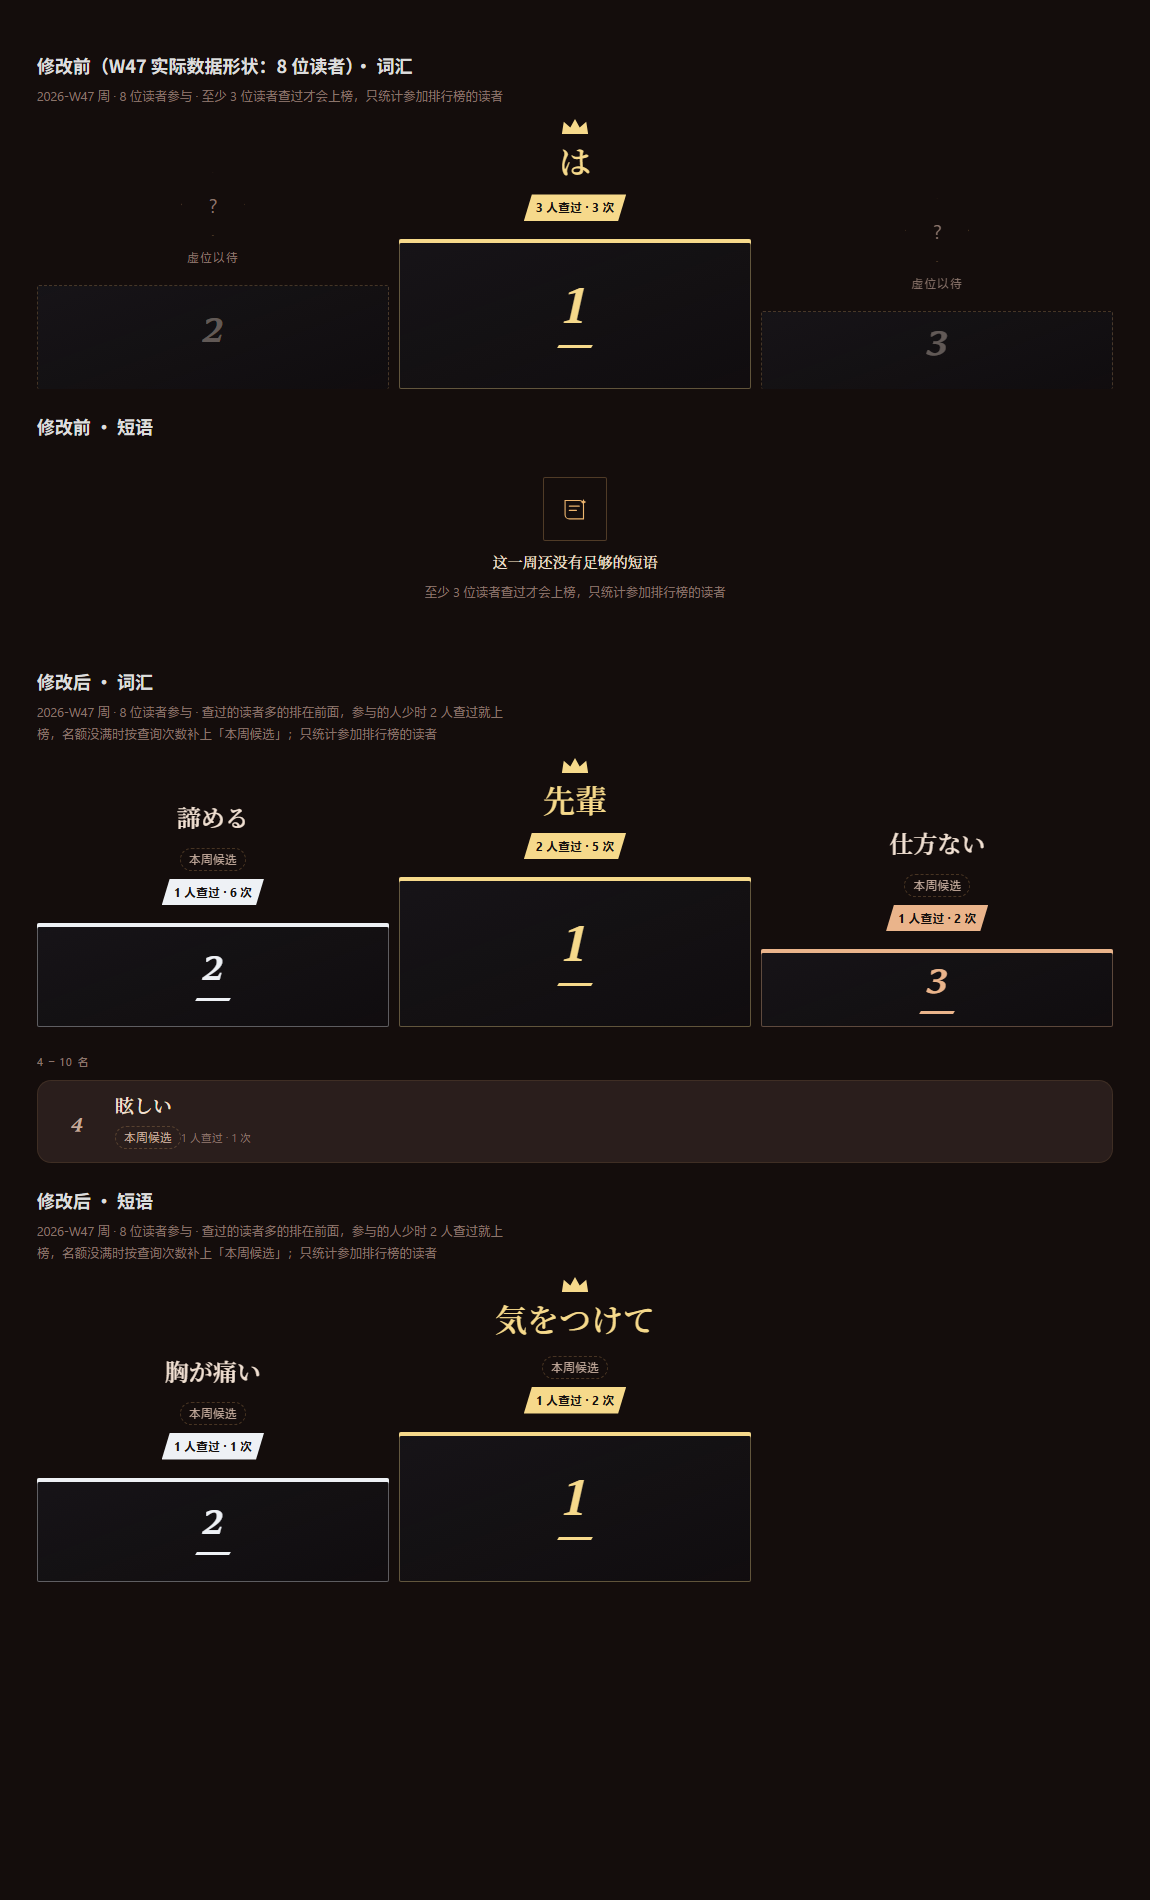 修改前（W47 实际数据形状：8 位读者）· 词汇
2026-W47 周 · 8 位读者参与 · 至少 3 位读者查过才会上榜，只统计参加排行榜的读者
は
3 人查过 · 3 次
?
虚位以待
?
虚位以待
2
1
3
修改前 · 短语
这一周还没有足够的短语
至少 3 位读者查过才会上榜，只统计参加排行榜的读者
修改后 · 词汇
2026-W47 周 · 8 位读者参与 · 查过的读者多的排在前面，参与的人少时 2 人查过就上
榜，名额没满时按查询次数补上「本周候选」；只统计参加排行榜的读者
先輩
2 人查过 · 5 次
諦める
本周候选
1 人查过 · 6 次
仕方ない
本周候选
1 人查过 · 2 次
2
1
3
4 – 10 名
4
眩しい
本周候选 1 人查过 · 1 次
修改后 · 短语
2026-W47 周 · 8 位读者参与 · 查过的读者多的排在前面，参与的人少时 2 人查过就上
榜，名额没满时按查询次数补上「本周候选」；只统计参加排行榜的读者
気をつけて
本周候选
1 人查过 · 2 次
胸が痛い
本周候选
1 人查过 · 1 次
2
1